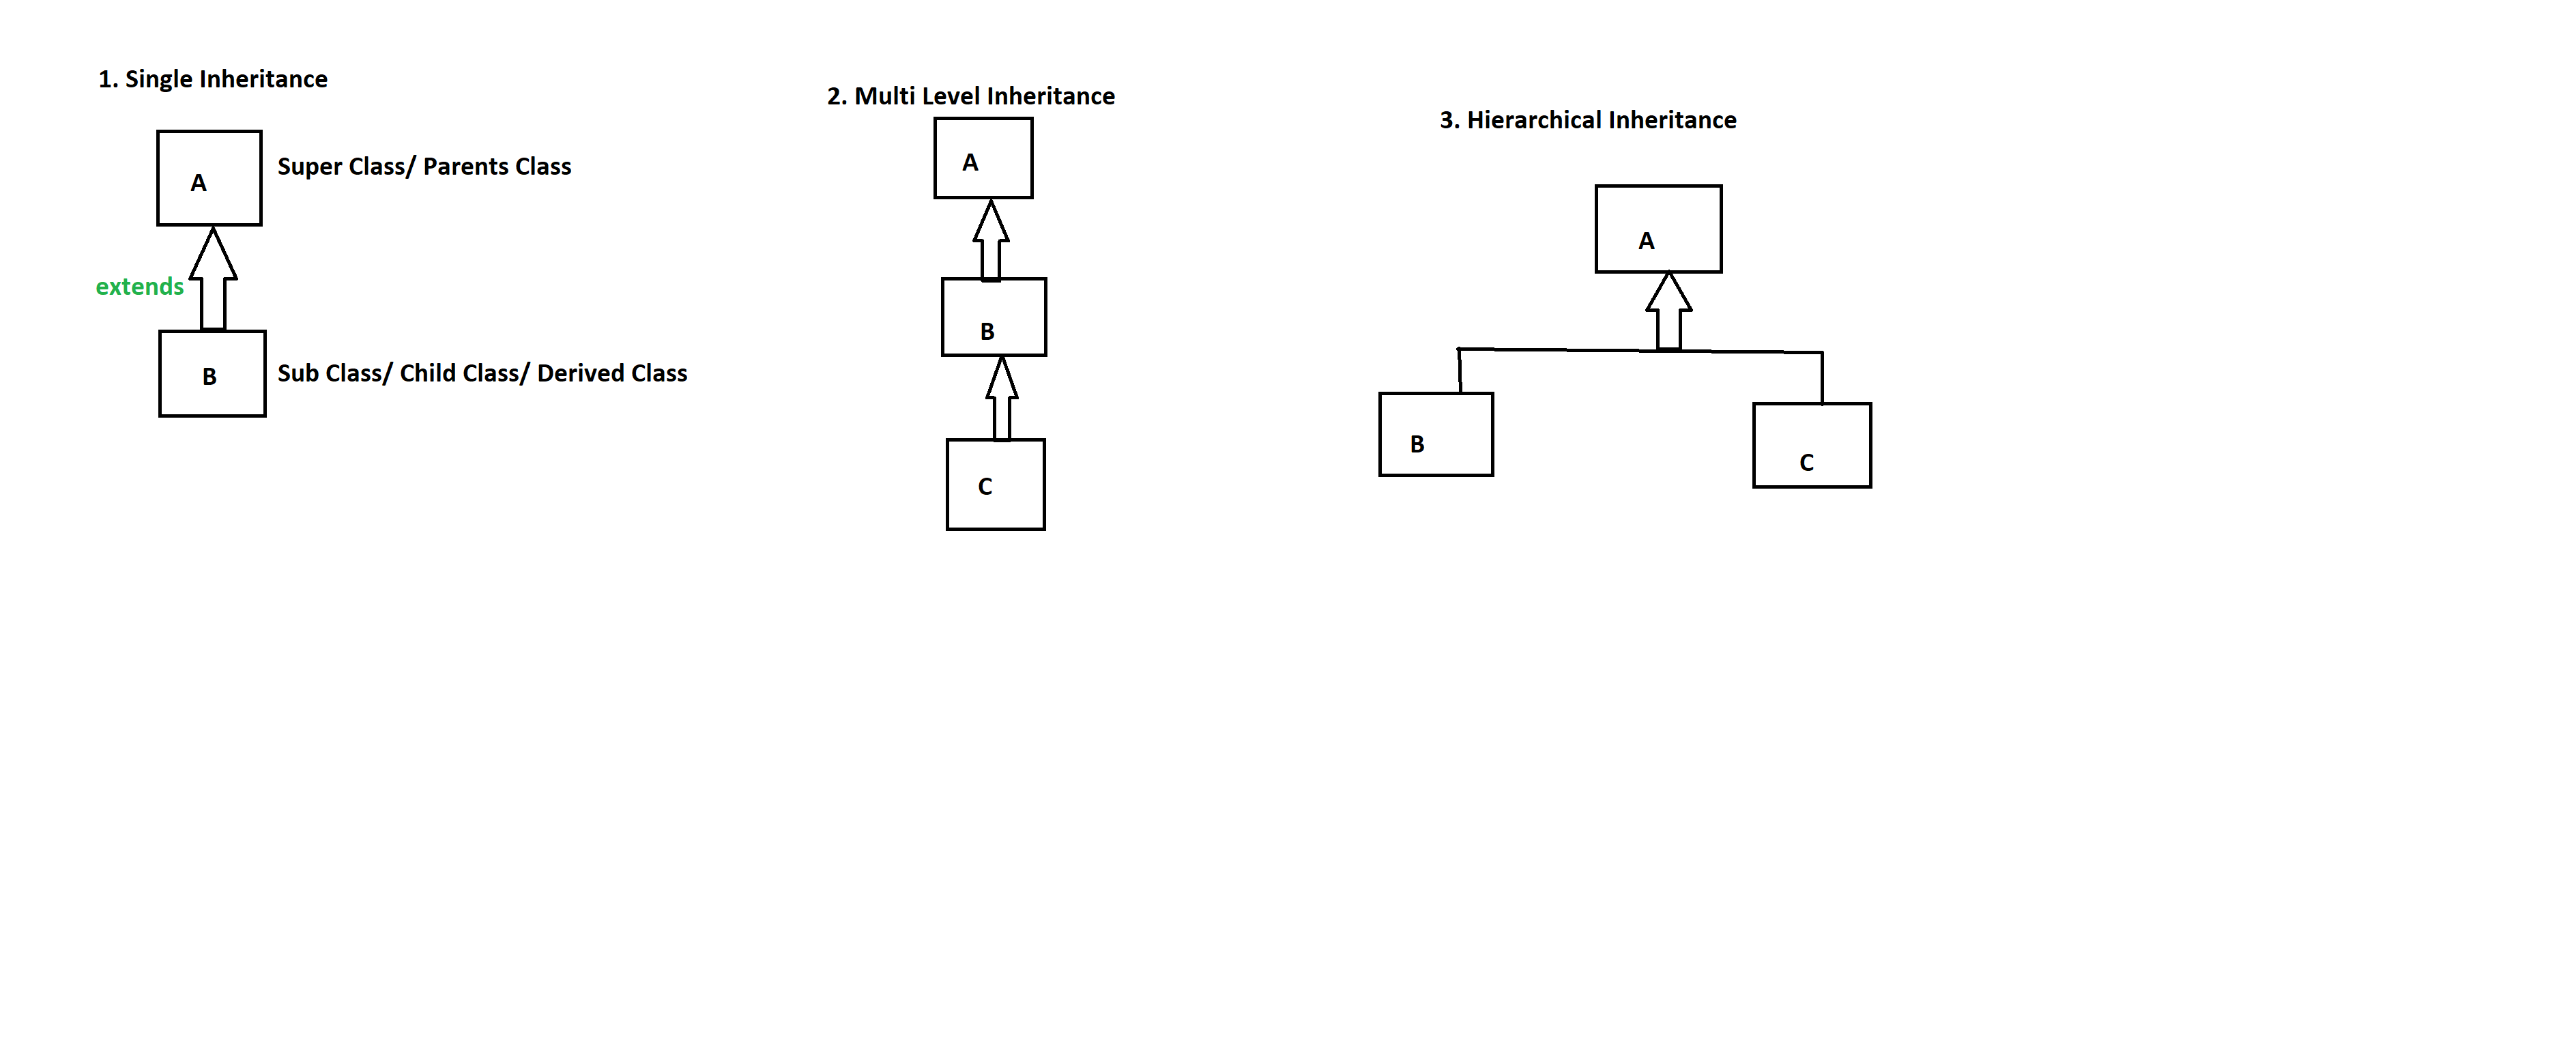 1. Single Inheritance
A
Super Class/ Parents Class
extends
B
Sub Class/ Child Class/ Derived Class
2. Multi Level Inheritance
A
B
C
3. Hierarchical Inheritance
A
B
C